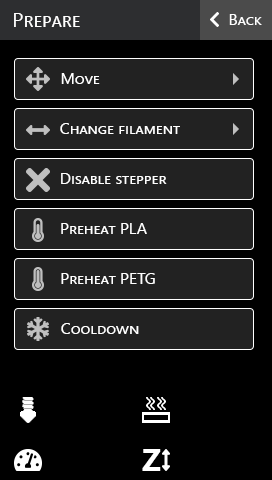 Prepare
Back
Move
Change filament
Disable stepper
Preheat PLA
Preheat PETG
Cooldown
Z